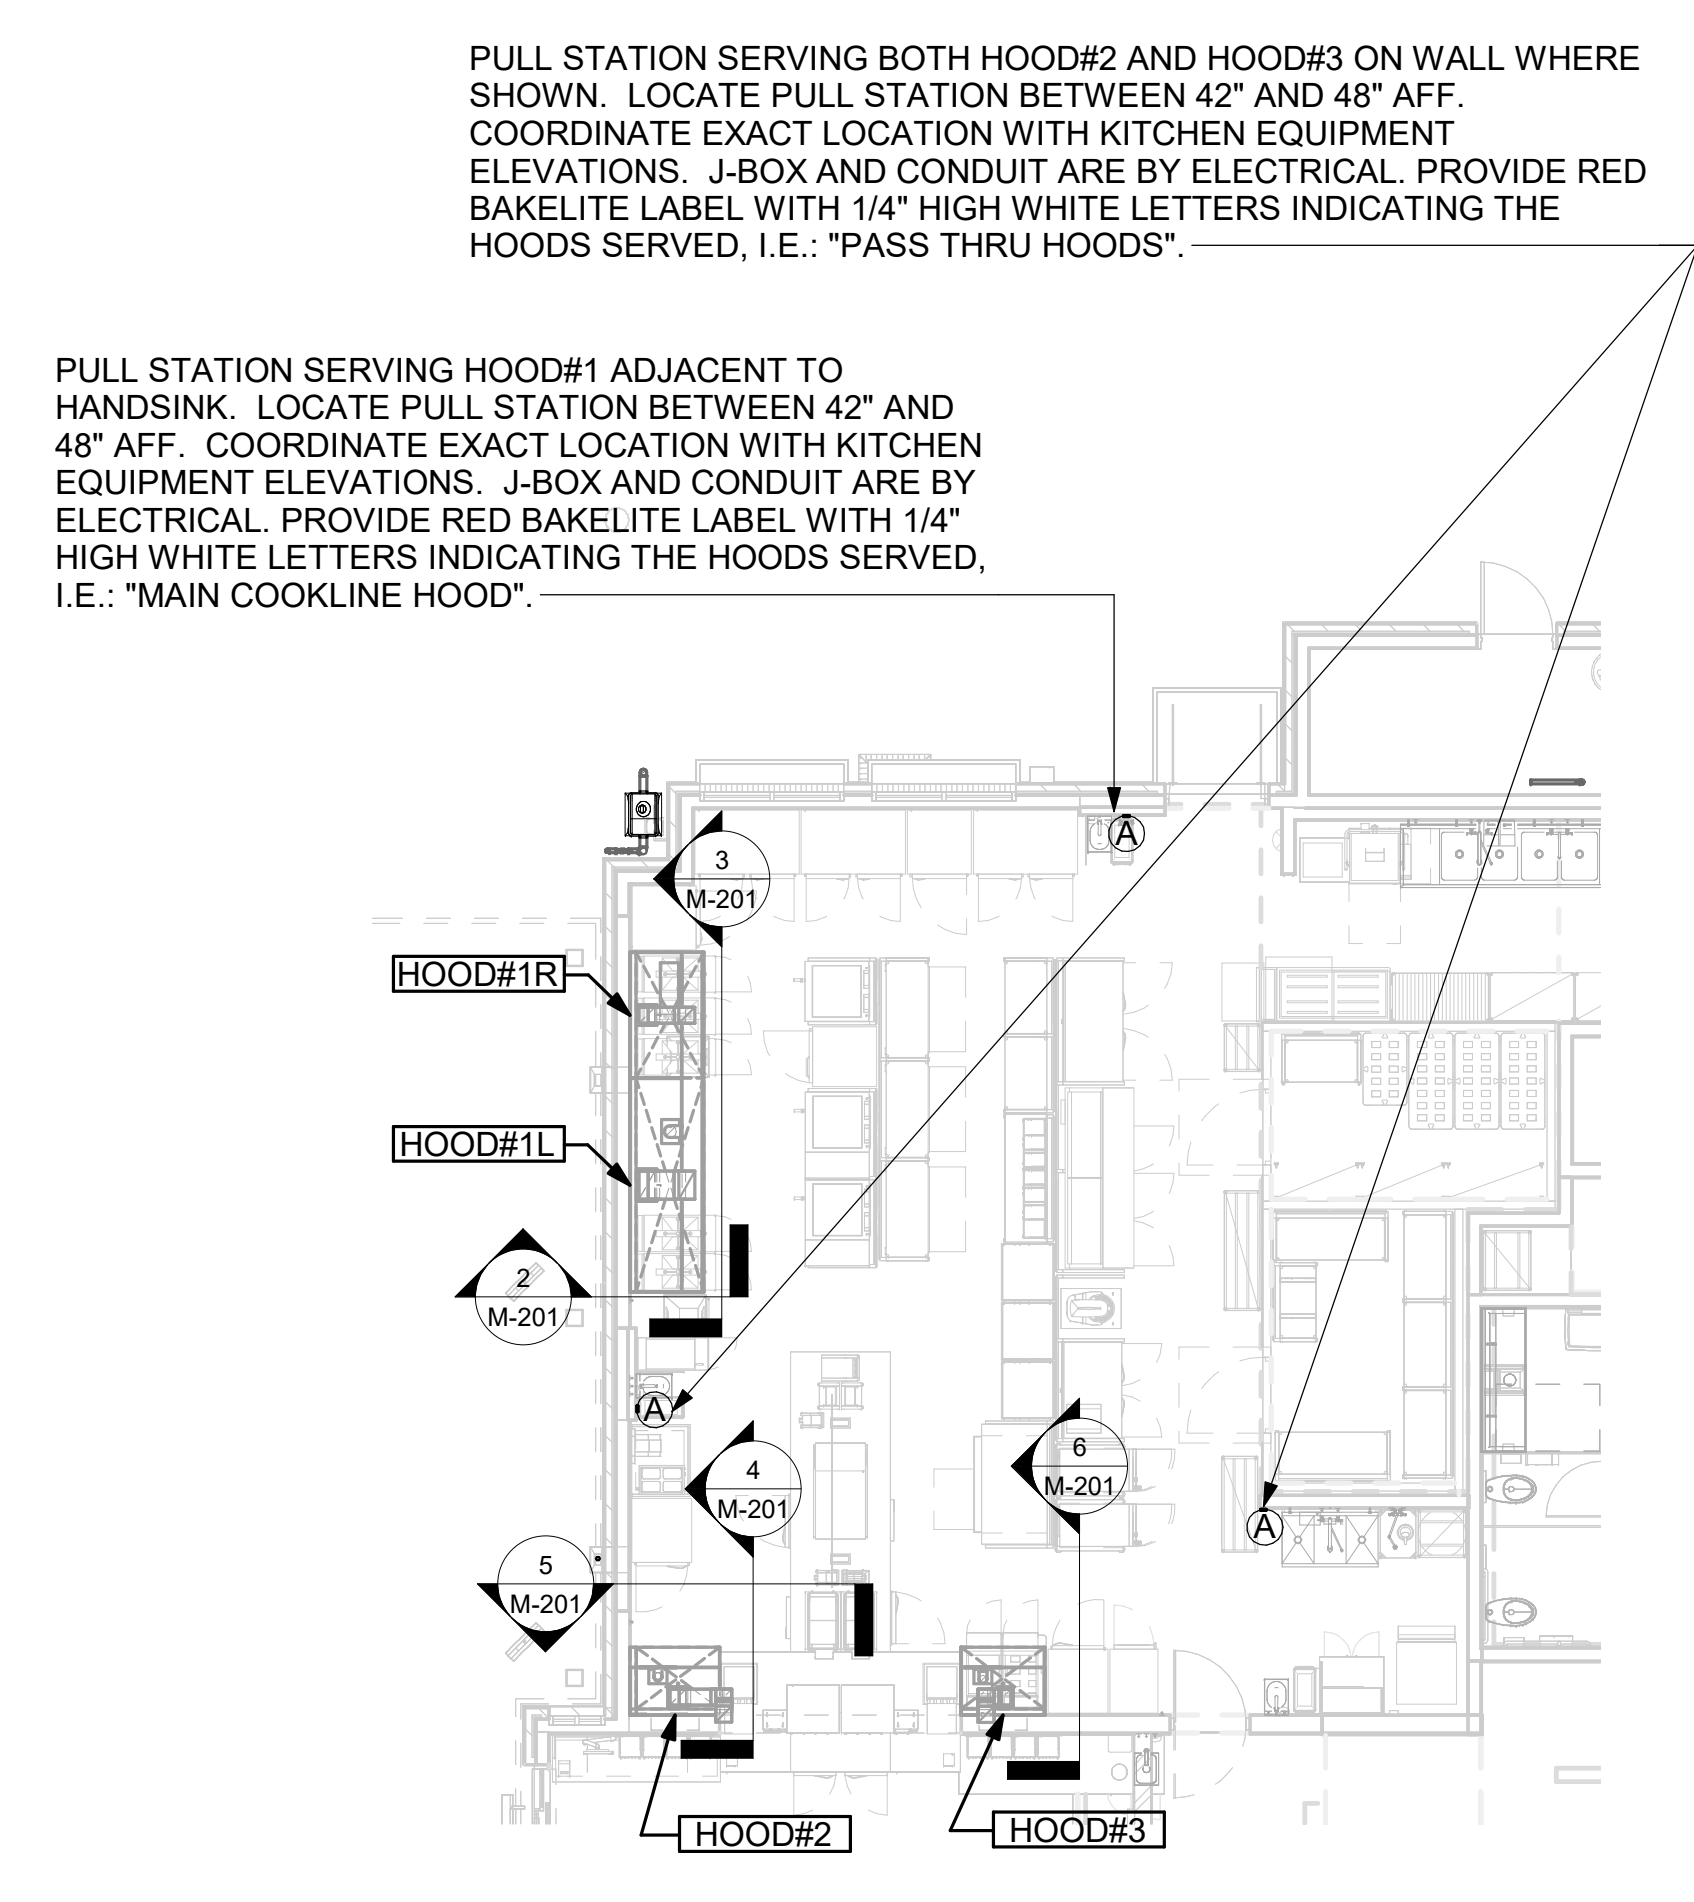 PULL STATION SERVING BOTH HOOD#2 AND HOOD#3 ON WALL WHERE
SHOWN. LOCATE PULL STATION BETWEEN 42" AND 48" AFF.
COORDINATE EXACT LOCATION WITH KITCHEN EQUIPMENT
ELEVATIONS. J-BOX AND CONDUIT ARE BY ELECTRICAL. PROVIDE RED
BAKELITE LABEL WITH 1/4" HIGH WHITE LETTERS INDICATING THE
HOODS SERVED, I.E.: "PASS THRU HOODS".
PULL STATION SERVING HOOD#1 ADJACENT TO
HANDSINK. LOCATE PULL STATION BETWEEN 42" AND
48" AFF. COORDINATE EXACT LOCATION WITH KITCHEN
EQUIPMENT ELEVATIONS. J-BOX AND CONDUIT ARE BY
ELECTRICAL. PROVIDE RED BAKELITE LABEL WITH 1/4"
HIGH WHITE LETTERS INDICATING THE HOODS SERVED,
I.E.: "MAIN COOKLINE HOOD".
A
3
M-201
HOOD#1R
HOOD#1L
2
M-201
A
6
M-201
4
M-201
A
5
M-201
HOOD#2
HOOD#3